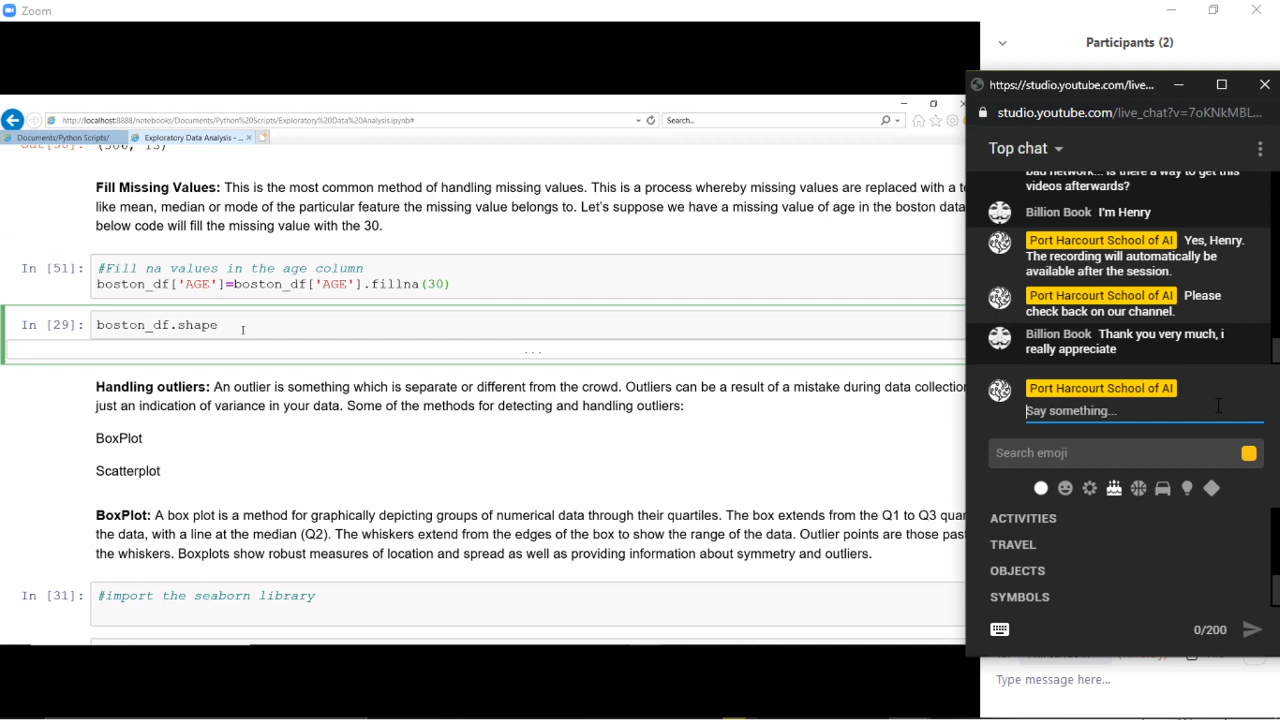 Zoom
Participants (2)
http://localhost:8888/notebooks/Documents/Python%20Scripts/Exploratory%20Data%20Analysis.ipynb#
Search...
Documents/Python Scripts/
Exploratory Data Analysis - ...
Fill Missing Values: This is the most common method of handling missing values. This is a process whereby missing values are replaced with a
like mean, median or mode of the particular feature the missing value belongs to. Let's suppose we have a missing value of age in the boston data
below code will fill the missing value with the 30.
In [51]: #Fill na values in the age column
boston_df['AGE']=boston_df['AGE'].fillna(30)
In [29]: boston_df.shape
...
Handling outliers: An outlier is something which is separate or different from the crowd. Outliers can be a result of a mistake during data
just an indication of variance in your data. Some of the methods for detecting and handling outliers:
BoxPlot
Scatterplot
BoxPlot: A box plot is a method for graphically depicting groups of numerical data through their quartiles. The box extends from the Q1 to Q3
the data, with a line at the median (Q2). The whiskers extend from the edges of the box to show the range of the data. Outlier points are those
the whiskers. Boxplots show robust measures of location and spread as well as providing information about symmetry and outliers.
In [31]: #import the seaborn library
https://studio.youtube.com/live...
studio.youtube.com/live_chat?v=7oKNkMBL...
Top chat
bad network... is there a way to get this
videos afterwards?
Billion Book I'm Henry
Port Harcourt School of AI Yes, Henry.
The recording will automatically be
available after the session.
Port Harcourt School of AI Please
check back on our channel.
Billion Book Thank you very much, i
really appreciate
Port Harcourt School of AI
Say something...
Search emoji
ACTIVITIES
TRAVEL
OBJECTS
SYMBOLS
0/200
Type message here...